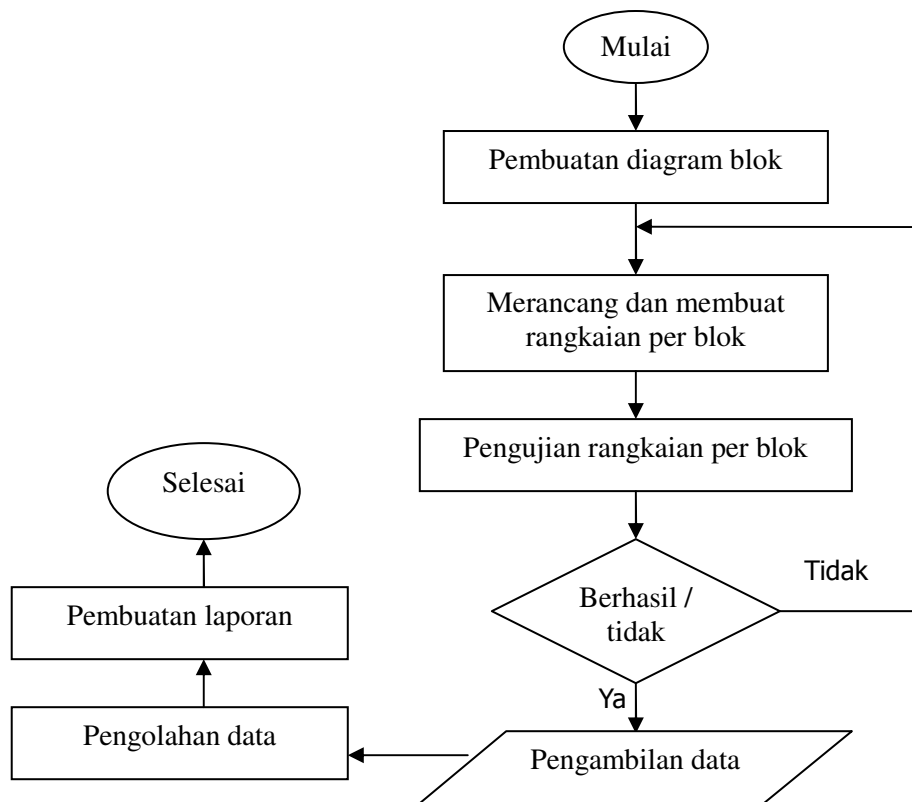 Mulai
Pembuatan diagram blok
Merancang dan membuat
rangkaian per blok
Pengujian rangkaian per blok
Berhasil /
tidak
Tidak
Ya
Pengambilan data
Pengolahan data
Pembuatan laporan
Selesai